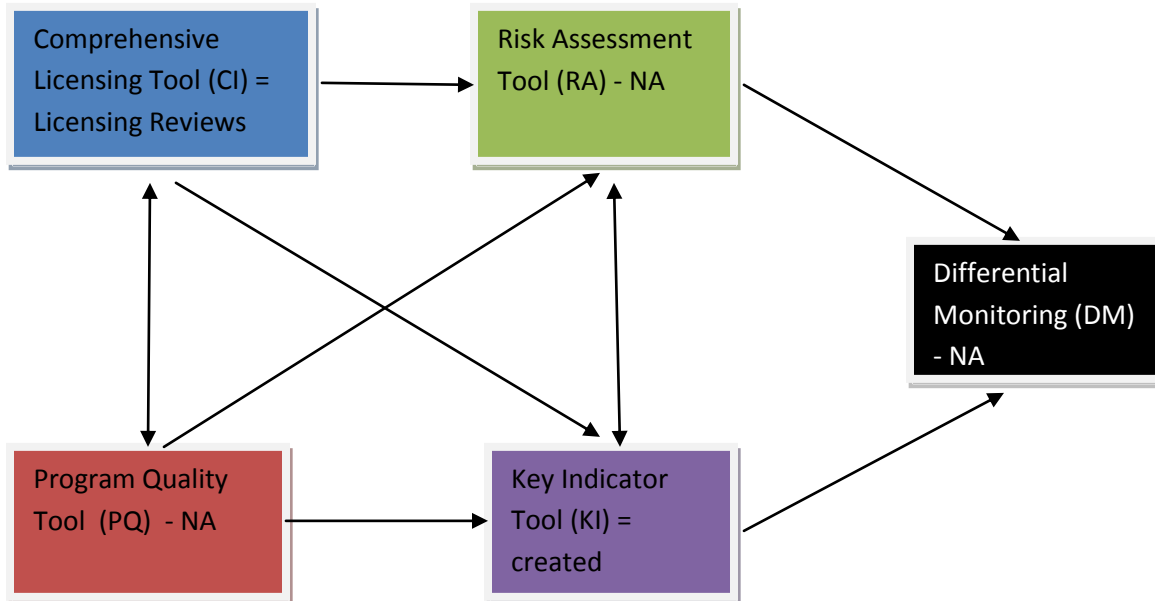 Comprehensive
Licensing Tool (CI) =
Licensing Reviews
Risk Assessment
Tool (RA) - NA
Differential
Monitoring (DM)
- NA
Program Quality
Tool  (PQ)  - NA
Key Indicator
Tool (KI) =
created